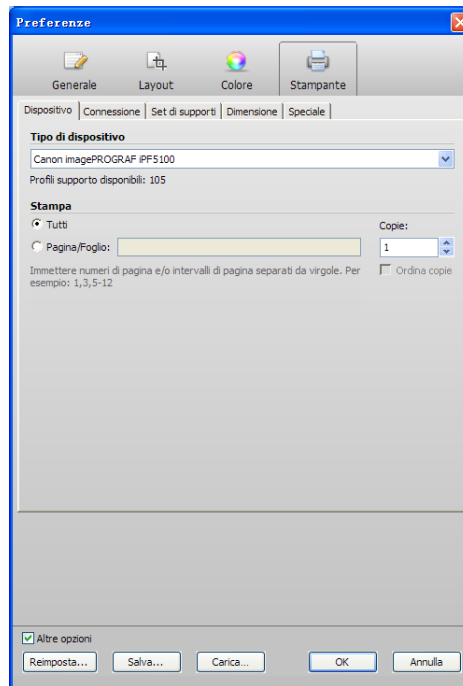 Preferenze
Generale Layout Colore Stampante
Dispositivo Connessione Set di supporti Dimensione Speciale
Tipo di dispositivo
Canon imagePROGRAF iPF5100
Profili supporto disponibili: 105
Stampa
Tutti Copie:
Pagina/Foglio: 1
Immettere numeri di pagina e/o intervalli di pagina separati da virgole. Per Ordina copie
esempio: 1,3,5-12
Altre opzioni
Reimposta... Salva... Carica... OK Annulla